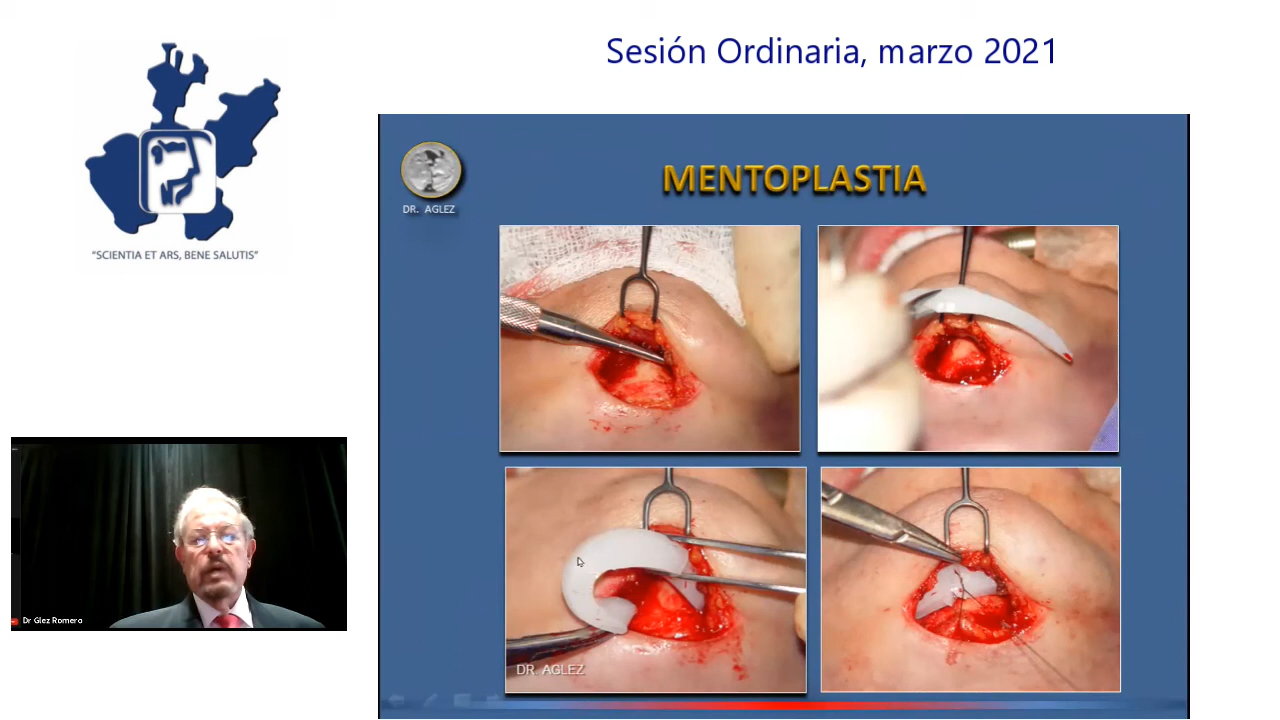 Sesión Ordinaria, marzo 2021
MENTOPLASTIA
DR. AGLEZ
"SCIENTIA ET ARS, BENE SALUTIS"
Dr Glez Romero
DR. AGLEZ